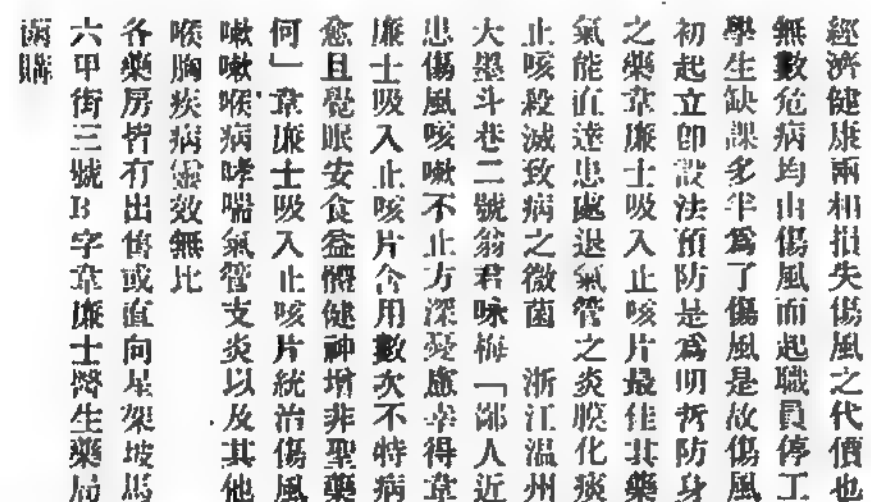 經濟健康兩相損失傷風之代價也
無數危病均由傷風而起職員停工
學生缺課多半爲了傷風是故傷風
初起立卽設法預防是爲明哲防身
之藥韋廉士吸入止咳片最佳其藥
氣能直達患處退氣管之炎膜化痰
止咳殺滅致病之微菌 浙江温州
大墨斗巷二號翁君咏梅「鄙人近
患傷風咳嗽不止方深憂慮幸得韋
廉士吸入止咳片含用數次不特病
愈且覺眠安食益體健神增非聖藥
何」韋廉士吸入止咳片統治傷風
嗽嗽喉病哮喘氣管支炎以及其他
喉胸疾病靈效無比
各藥房皆有出售或直向星架坡馬
六甲街三號B字韋廉士醫生藥局
函購